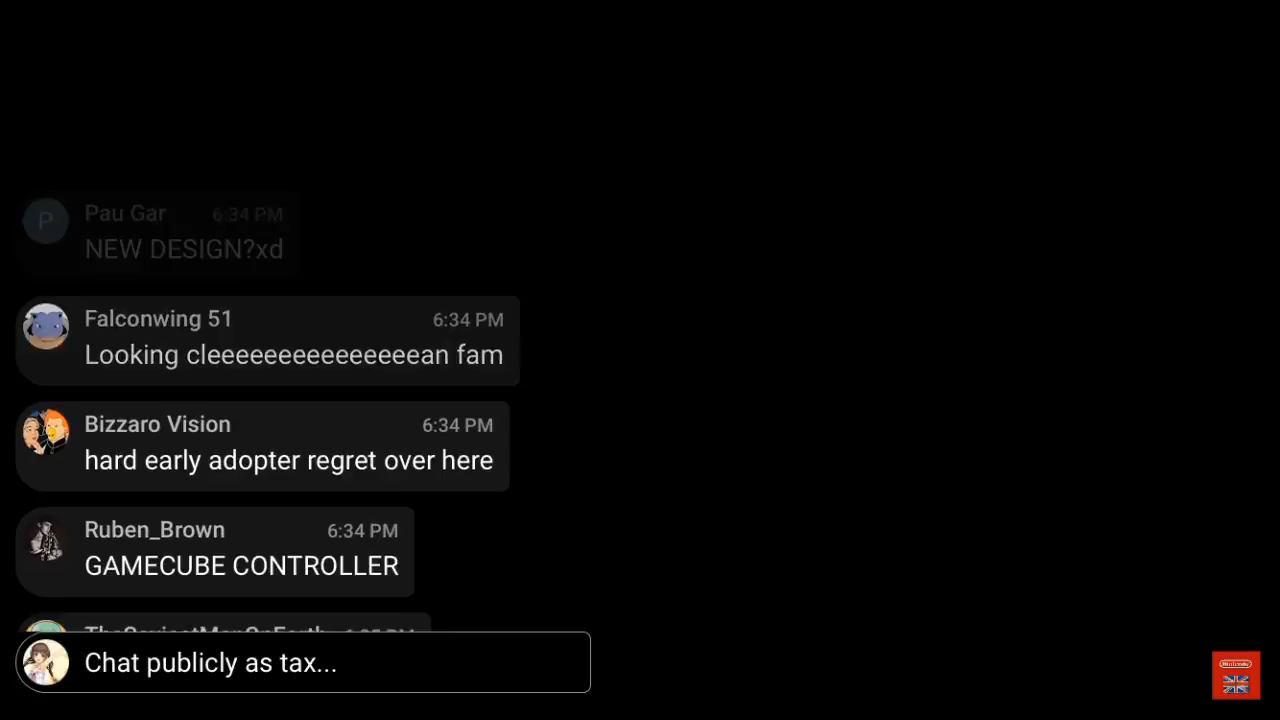 Pau Gar 6:34 PM
NEW DESIGN?xd
Falconwing 51 6:34 PM
Looking cleeeeeeeeeeeeeeean fam
Bizzaro Vision 6:34 PM
hard early adopter regret over here
Ruben_Brown 6:34 PM
GAMECUBE CONTROLLER
Chat publicly as tax...
Nintendo